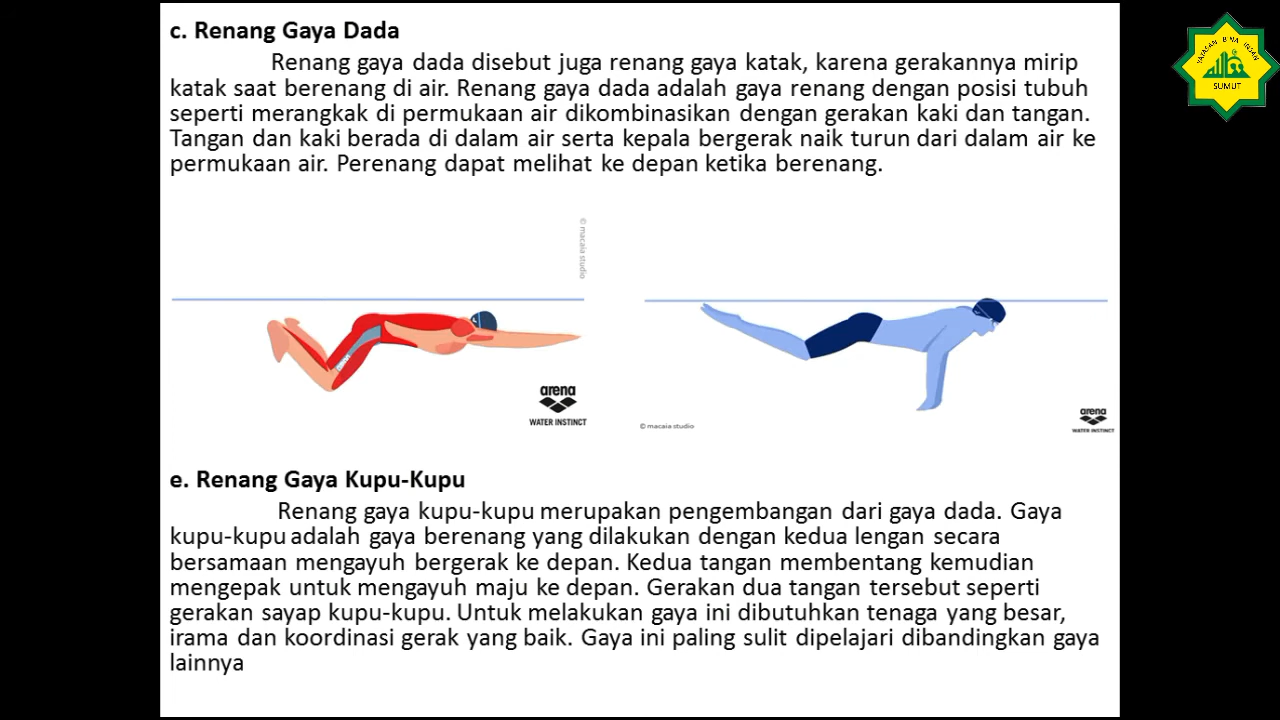 c. Renang Gaya Dada
Renang gaya dada disebut juga renang gaya katak, karena gerakannya mirip
katak saat berenang di air. Renang gaya dada adalah gaya renang dengan posisi tubuh
seperti merangkak di permukaan air dikombinasikan dengan gerakan kaki dan tangan.
Tangan dan kaki berada di dalam air serta kepala bergerak naik turun dari dalam air ke
permukaan air. Perenang dapat melihat ke depan ketika berenang.
© macaia studio
arena
WATER INSTINCT
© macaia studio
arena
WATER INSTINCT
e. Renang Gaya Kupu-Kupu
Renang gaya kupu-kupu merupakan pengembangan dari gaya dada. Gaya
kupu-kupu adalah gaya berenang yang dilakukan dengan kedua lengan secara
bersamaan mengayuh bergerak ke depan. Kedua tangan membentang kemudian
mengepak untuk mengayuh maju ke depan. Gerakan dua tangan tersebut seperti
gerakan sayap kupu-kupu. Untuk melakukan gaya ini dibutuhkan tenaga yang besar,
irama dan koordinasi gerak yang baik. Gaya ini paling sulit dipelajari dibandingkan gaya
lainnya
YAYASAN BINA INSAN
SUMUT